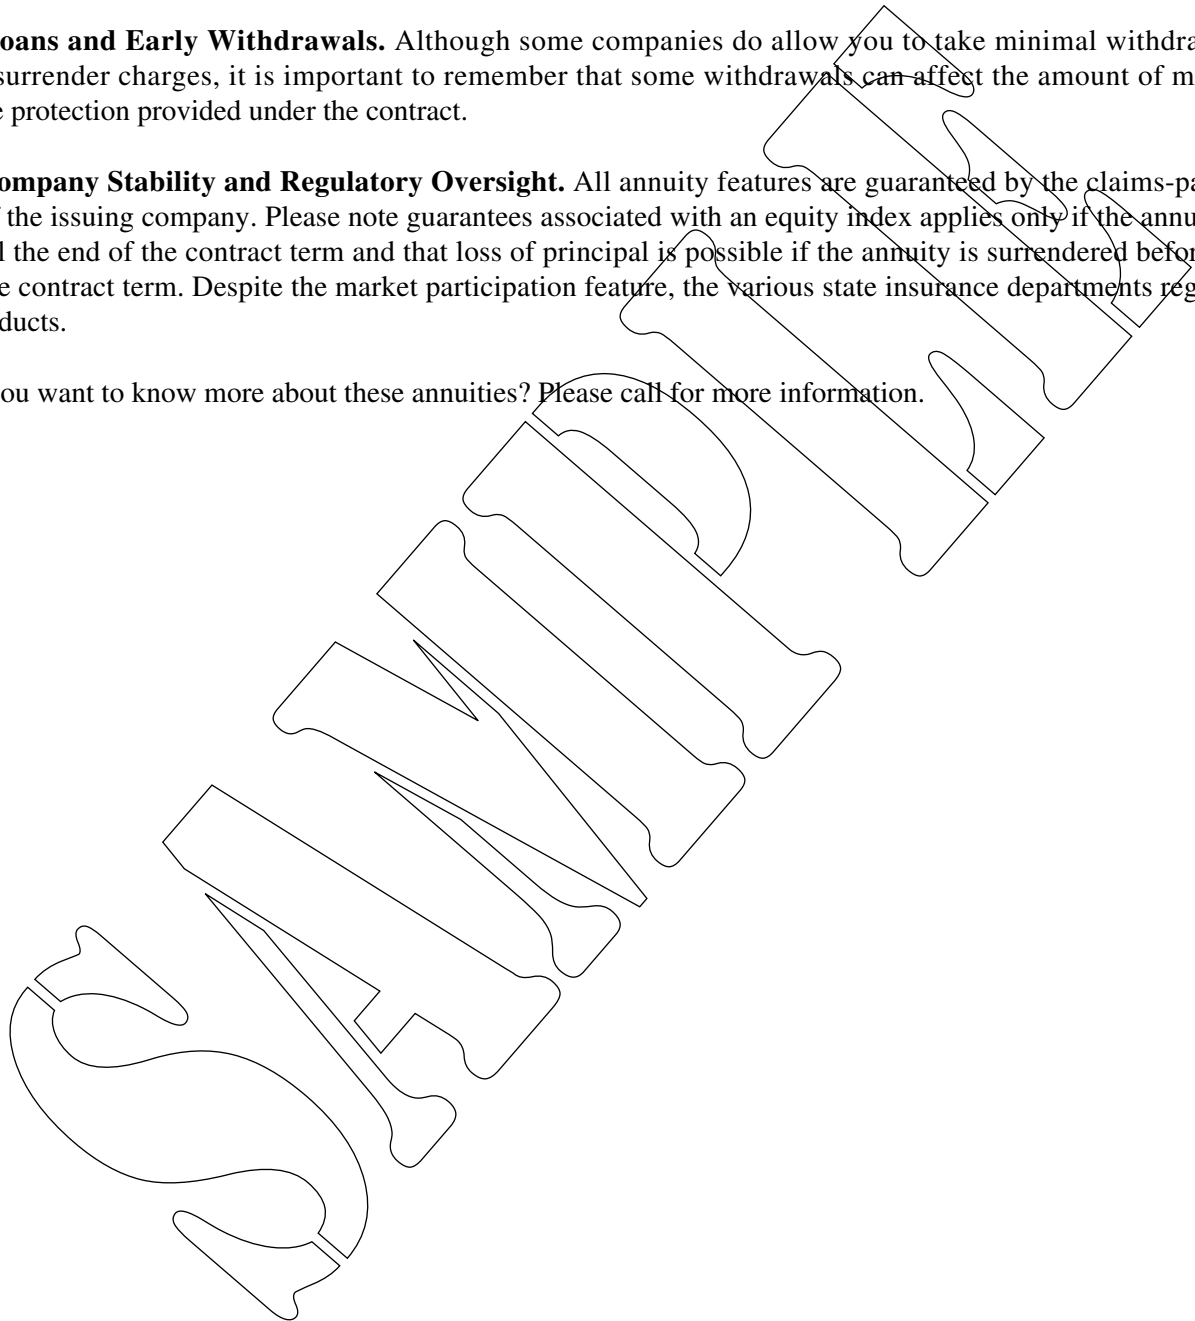 oans and Early Withdrawals. Although some companies do allow you to take minimal withdra
surrender charges, it is important to remember that some withdrawals can affect the amount of m
e protection provided under the contract.
ompany Stability and Regulatory Oversight. All annuity features are guaranteed by the claims-pa
f the issuing company. Please note guarantees associated with an equity index applies only if the annu
l the end of the contract term and that loss of principal is possible if the annuity is surrendered befor
e contract term. Despite the market participation feature, the various state insurance departments reg
ducts.
ou want to know more about these annuities? Please call for more information.
SAMPLE